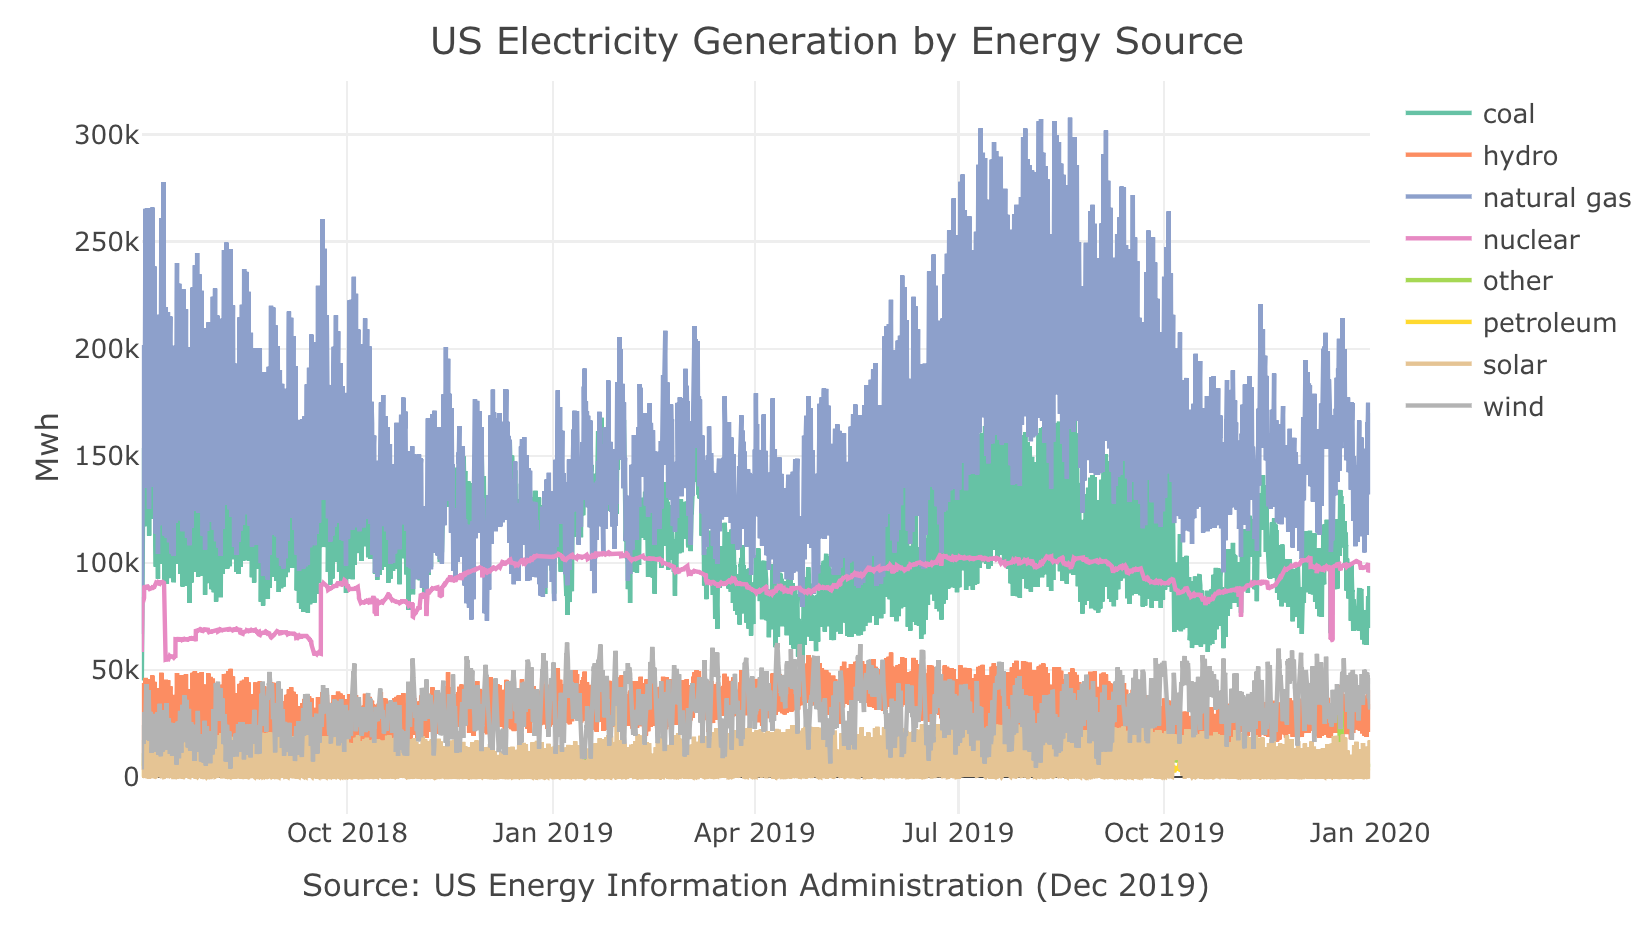 US Electricity Generation by Energy Source
300k
250k
200k
150k
100k
50k
0
Mwh
Oct 2018
Jan 2019
Apr 2019
Jul 2019
Oct 2019
Jan 2020
Source: US Energy Information Administration (Dec 2019)
coal
hydro
natural gas
nuclear
other
petroleum
solar
wind